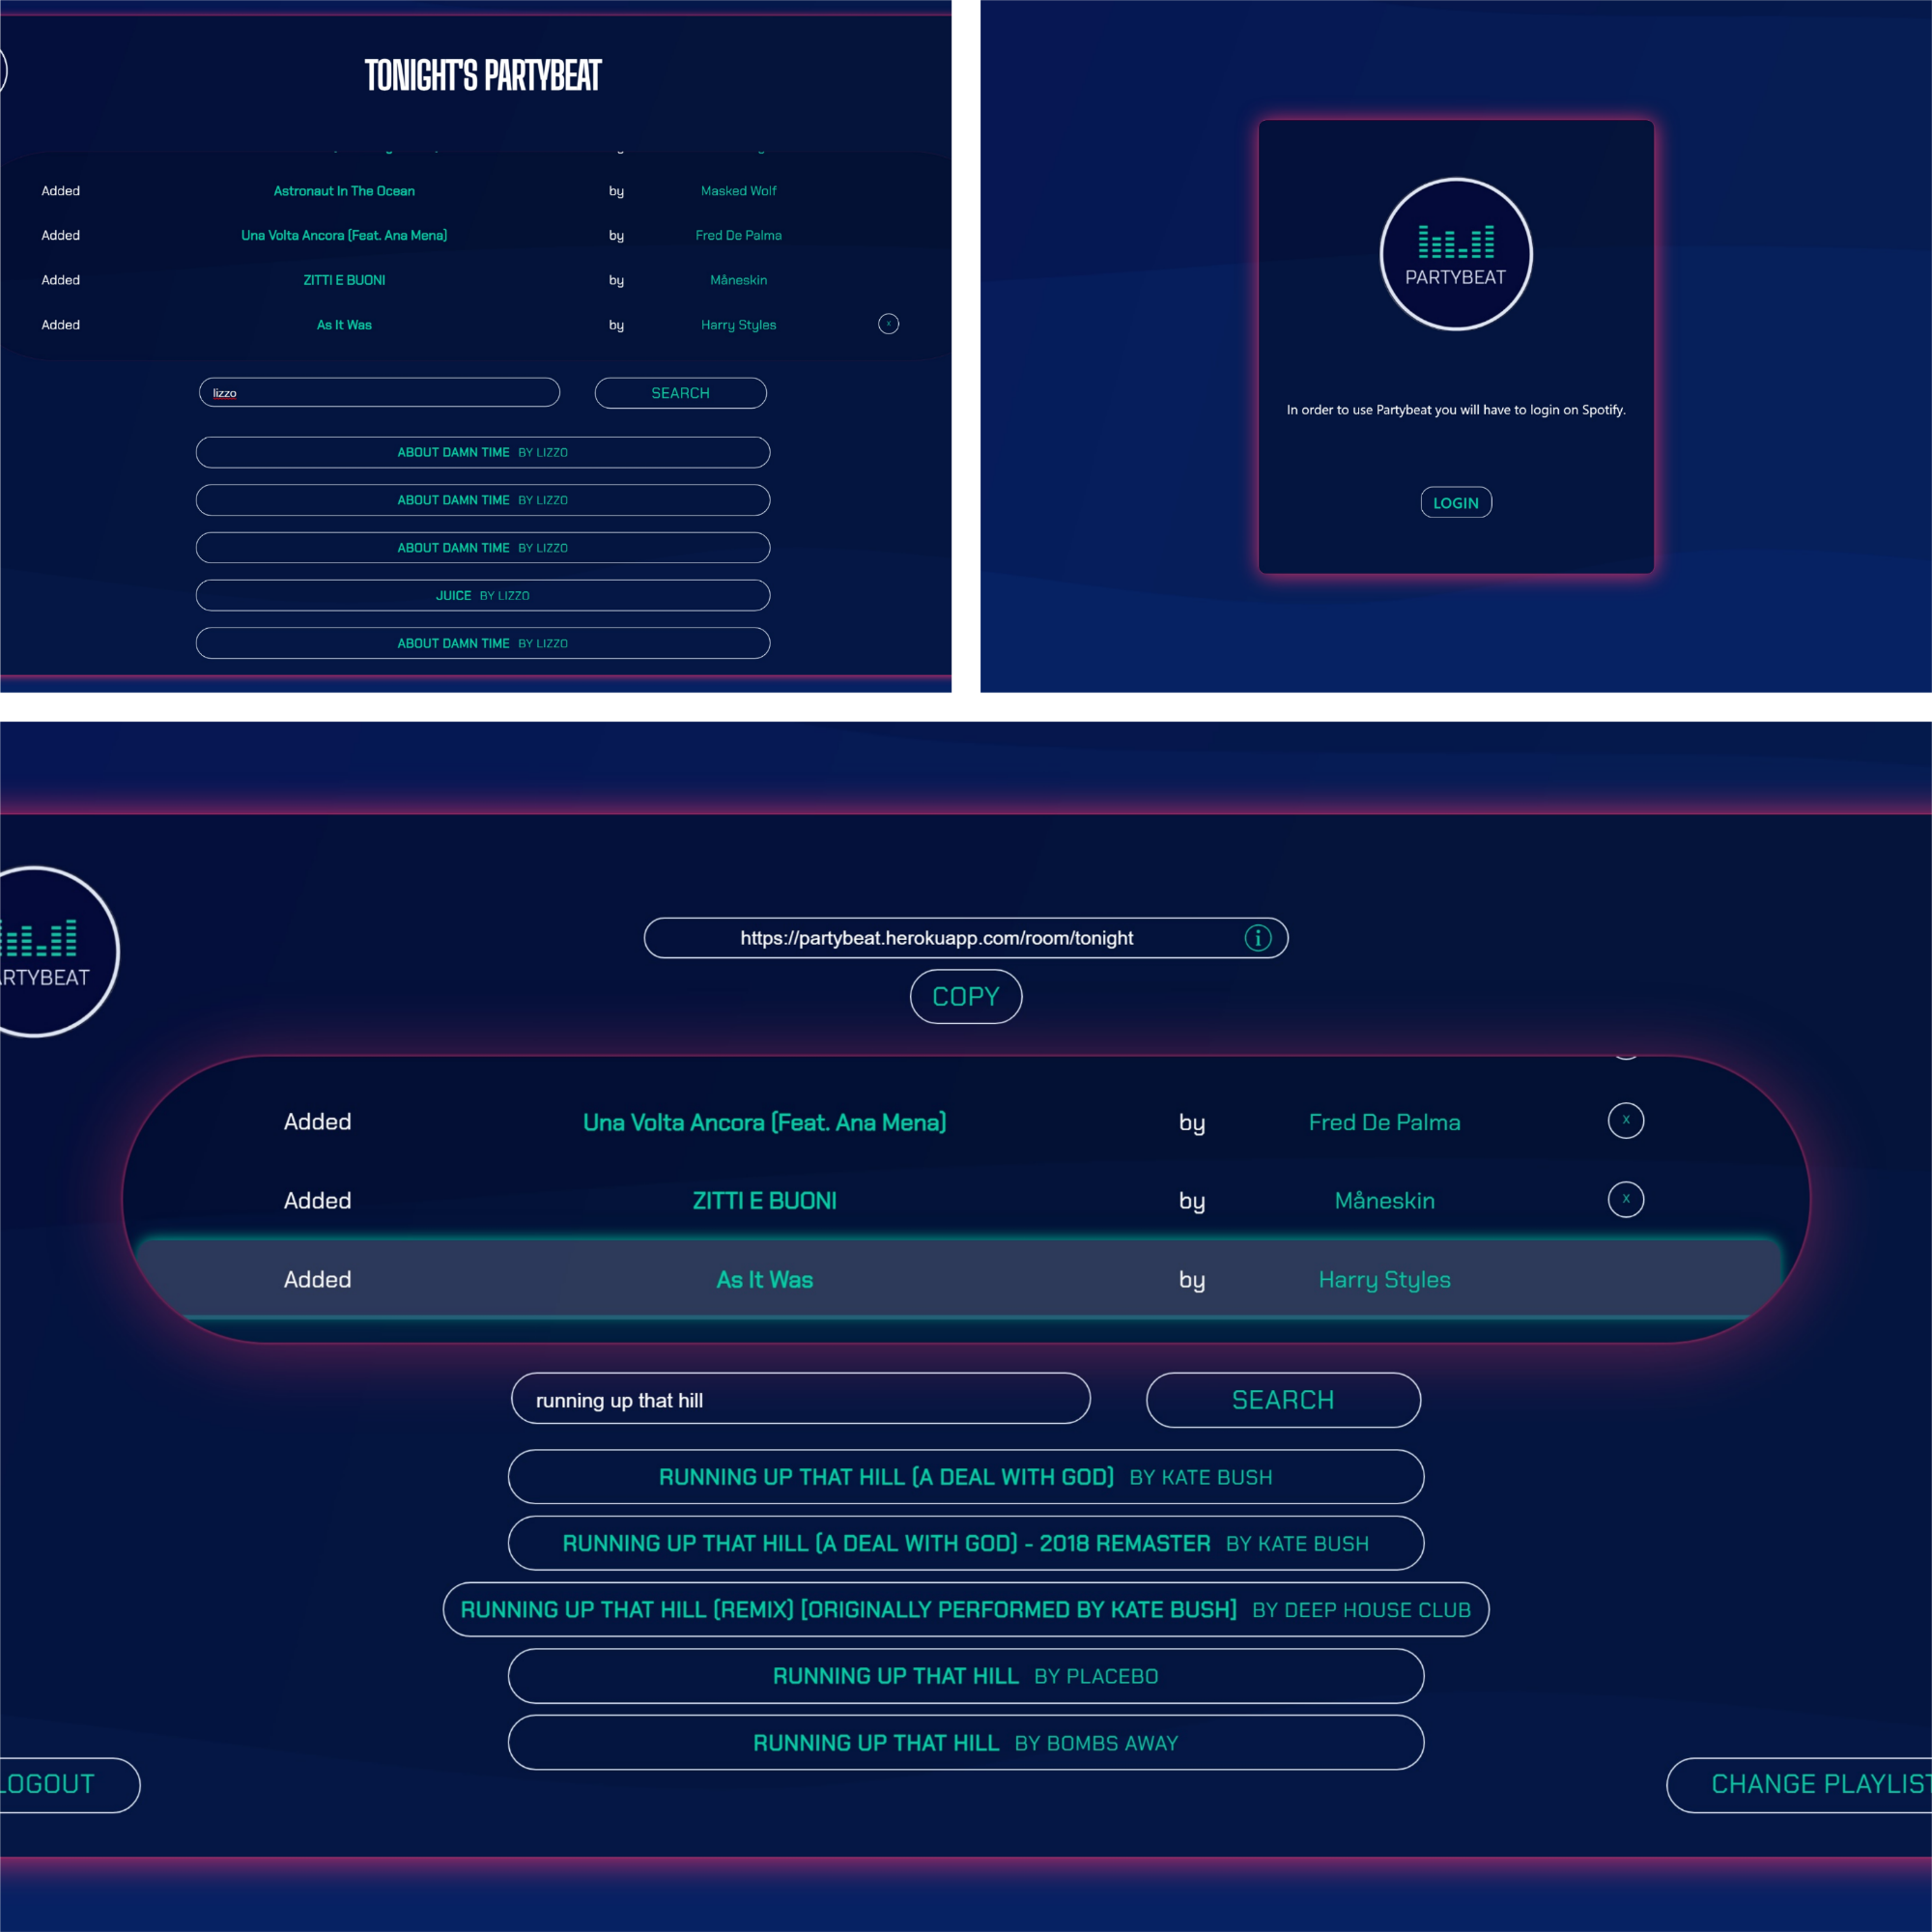 TONIGHT'S PARTYBEAT
Added Astronaut In The Ocean by Masked Wolf
Added Una Volta Ancora (Feat. Ana Mena) by Fred De Palma
Added ZITTI E BUONI by Måneskin
Added As It Was by Harry Styles x
lizzo SEARCH
ABOUT DAMN TIME BY LIZZO
ABOUT DAMN TIME BY LIZZO
ABOUT DAMN TIME BY LIZZO
JUICE BY LIZZO
ABOUT DAMN TIME BY LIZZO
PARTYBEAT
In order to use Partybeat you will have to login on Spotify.
LOGIN
ARTYBEAT
https://partybeat.herokuapp.com/room/tonight i
COPY
Added Una Volta Ancora (Feat. Ana Mena) by Fred De Palma x
Added ZITTI E BUONI by Måneskin x
Added As It Was by Harry Styles
running up that hill SEARCH
RUNNING UP THAT HILL (A DEAL WITH GOD) BY KATE BUSH
RUNNING UP THAT HILL (A DEAL WITH GOD) - 2018 REMASTER BY KATE BUSH
RUNNING UP THAT HILL (REMIX) [ORIGINALLY PERFORMED BY KATE BUSH] BY DEEP HOUSE CLUB
RUNNING UP THAT HILL BY PLACEBO
RUNNING UP THAT HILL BY BOMBS AWAY
LOGOUT CHANGE PLAYLIST